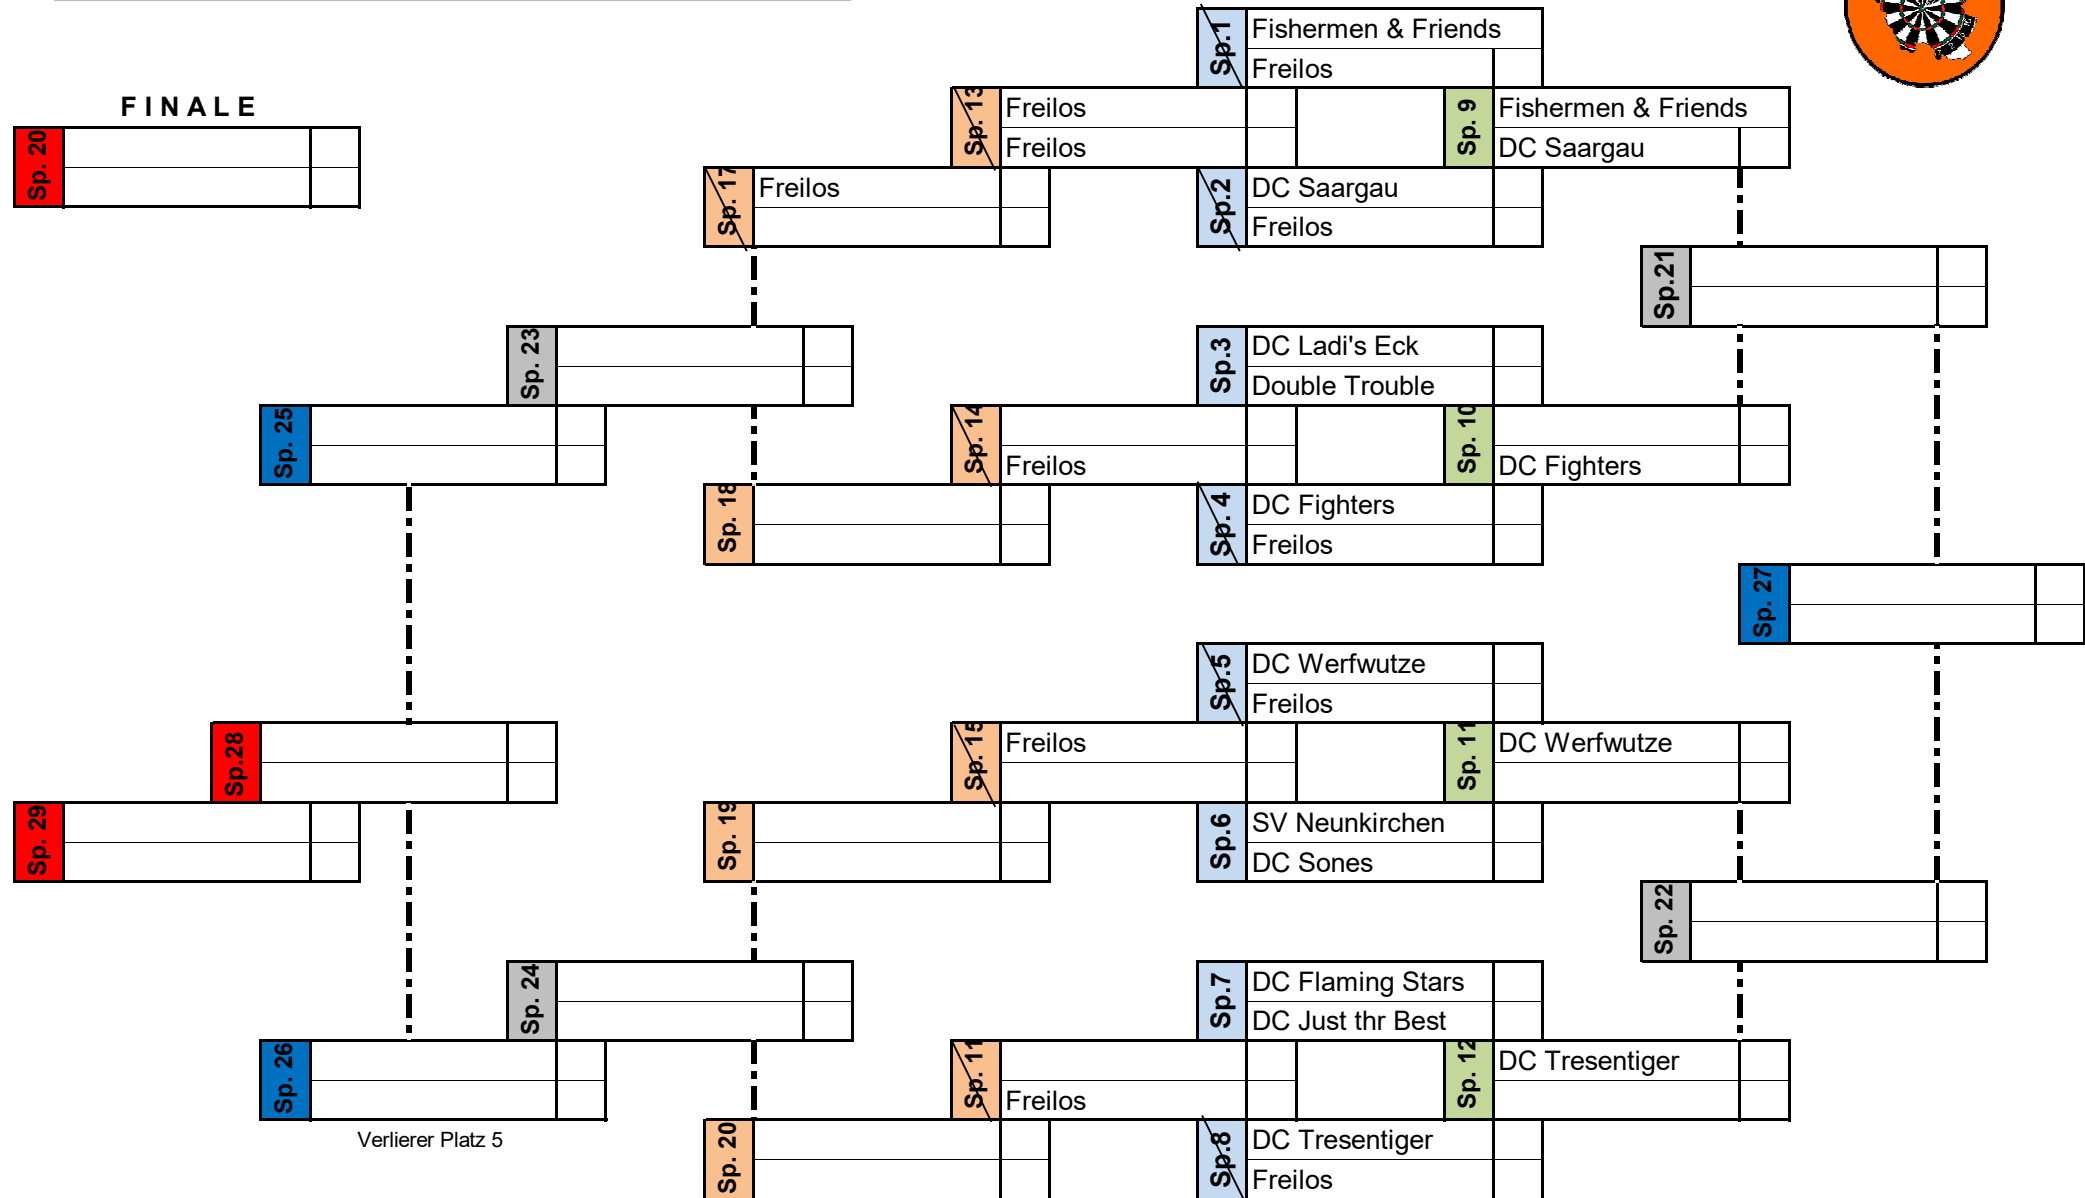 Sp.1
Fishermen & Friends
Freilos
FINALE
Sp. 20
Sp. 13
Freilos
Freilos
Sp. 9
Fishermen & Friends
DC Saargau
Sp. 17
Freilos
Sp.2
DC Saargau
Freilos
Sp.21
Sp. 23
Sp.3
DC Ladi's Eck
Double Trouble
Sp. 25
Sp. 14
Freilos
Sp. 10
DC Fighters
Sp. 18
Sp. 4
DC Fighters
Freilos
Sp. 27
Sp.5
DC Werfwutze
Freilos
Sp.28
Sp. 15
Freilos
Sp. 11
DC Werfwutze
Sp. 29
Sp. 19
Sp.6
SV Neunkirchen
DC Sones
Sp. 22
Sp. 24
Sp.7
DC Flaming Stars
DC Just thr Best
Sp. 26
Sp. 11
Freilos
Sp. 12
DC Tresentiger
Verlierer Platz 5
Sp. 20
Sp.8
DC Tresentiger
Freilos